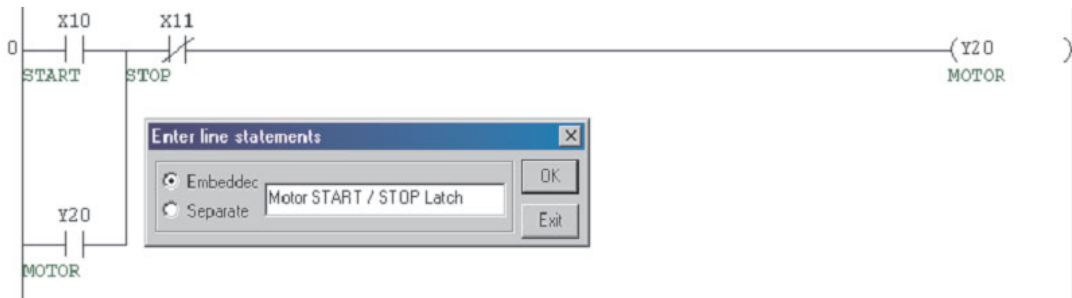 X10 X11
0 (Y20 )
START STOP MOTOR
Enter line statements
Embeddec
Motor START / STOP Latch
OK
Separate
Exit
Y20
MOTOR